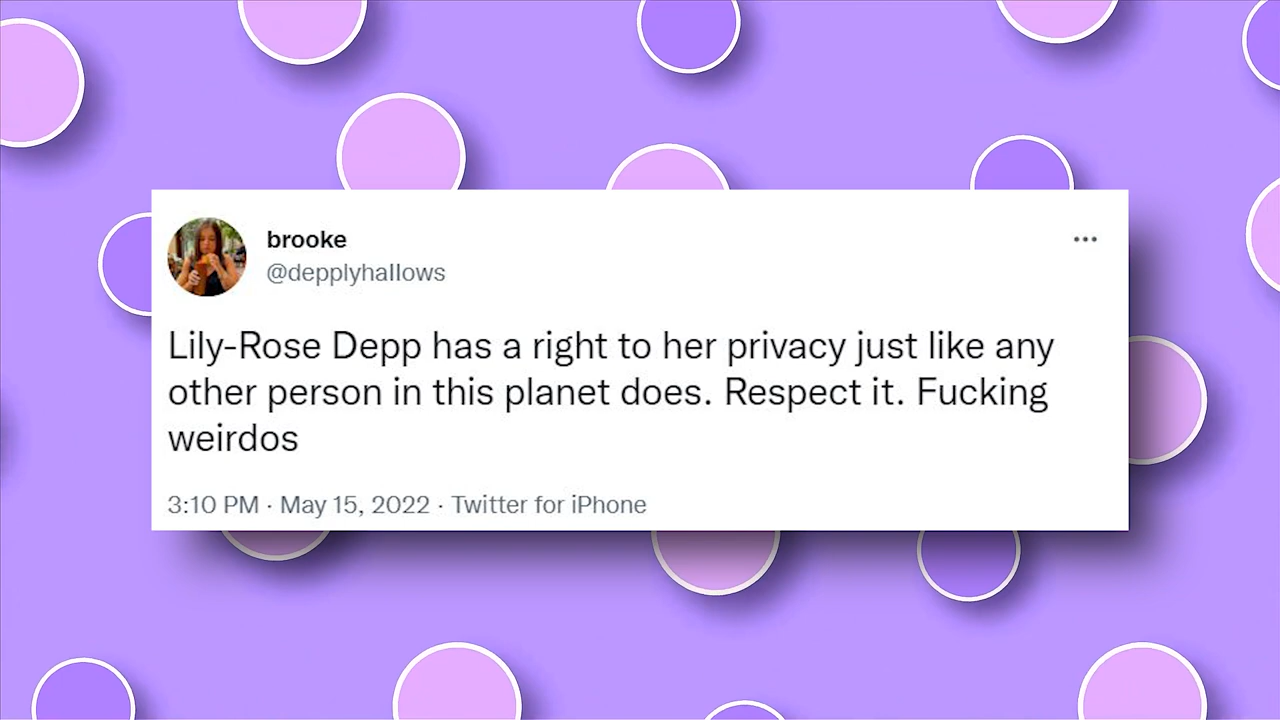 brooke
@depplyhallows
Lily-Rose Depp has a right to her privacy just like any
other person in this planet does. Respect it. Fucking
weirdos
3:10 PM · May 15, 2022 · Twitter for iPhone